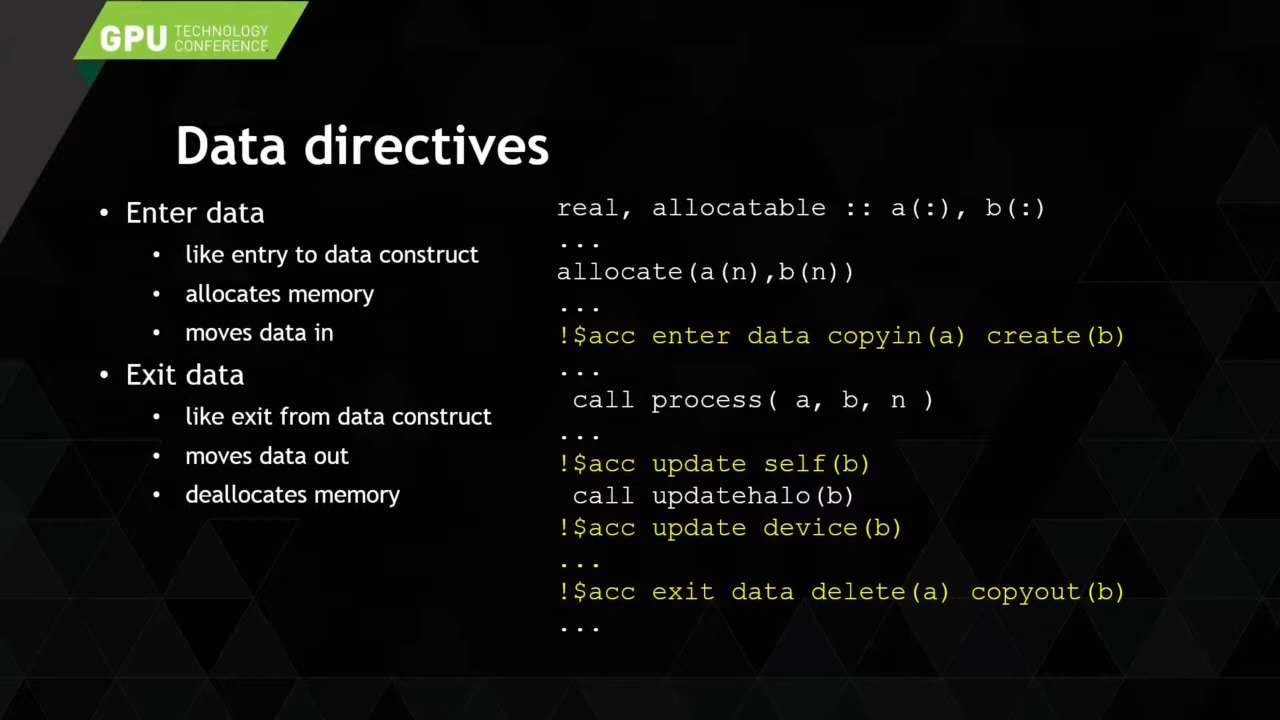 GPU TECHNOLOGY
CONFERENCE
Data directives
• Enter data
• like entry to data construct
• allocates memory
• moves data in
• Exit data
• like exit from data construct
• moves data out
• deallocates memory
real, allocatable :: a(:), b(:)
...
allocate(a(n),b(n))
...
!$acc enter data copyin(a) create(b)
...
call process( a, b, n )
...
!$acc update self(b)
call updatehalo(b)
!$acc update device(b)
...
!$acc exit data delete(a) copyout(b)
...